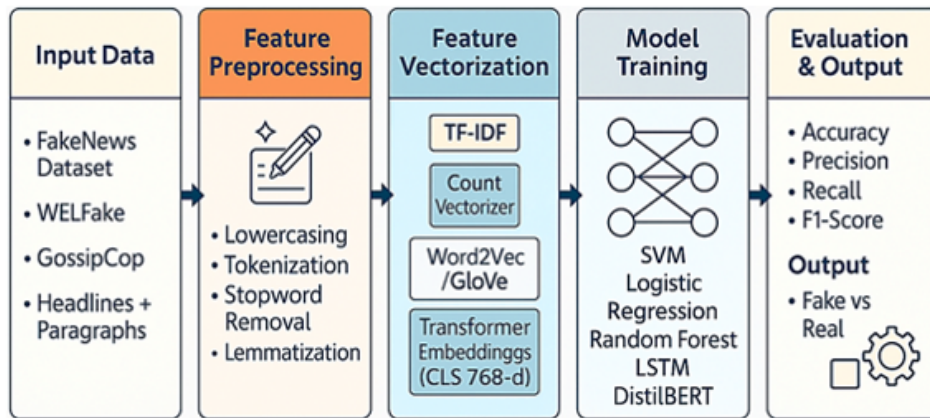 Input Data
• FakeNews
Dataset
• WELFake
• GossipCop
• Headlines +
Paragraphs
Feature
Preprocessing
• Lowercasing
• Tokenization
• Stopword
Removal
• Lemmatization
Feature
Vectorization
TF-IDF
Count
Vectorizer
Word2Vec
/GloVe
Transformer
Embeddinggs
(CLS 768-d)
Model
Training
SVM
Logistic
Regression
Random Forest
LSTM
DistilBERT
Evaluation
& Output
• Accuracy
• Precision
• Recall
• F1-Score
Output
• Fake vs
Real